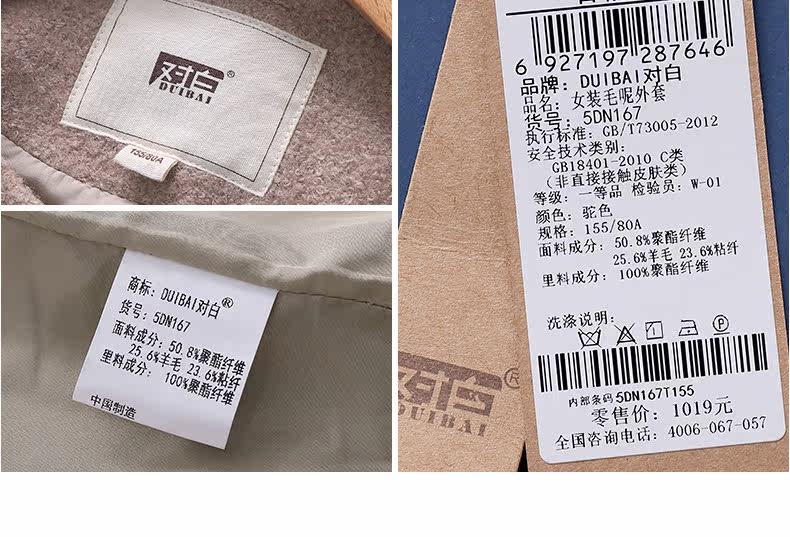 对白®
DUIBAI
155/80A
商标: DUIBAI对白®
货号: 5DN167
面料成分: 50.8%聚酯纤维
25.6%羊毛 23.6%粘纤
里料成分: 100%聚酯纤维
中国制造
6 927197 287646
品牌: DUIBAI对白
品名: 女装毛呢外套
货号: 5DN167
执行标准: GB/T73005-2012
安全技术类别:
GB18401-2010 C类
(非直接接触皮肤类)
等级: 一等品 检验员: W-01
颜色: 驼色
规格: 155/80A
面料成分: 50.8%聚酯纤维
25.6%羊毛 23.6%粘纤
里料成分: 100%聚酯纤维
洗涤说明:
内部条码 5DN167T155
零售价: 1019元
全国咨询电话: 4006-067-057
对白®
DUIBAI